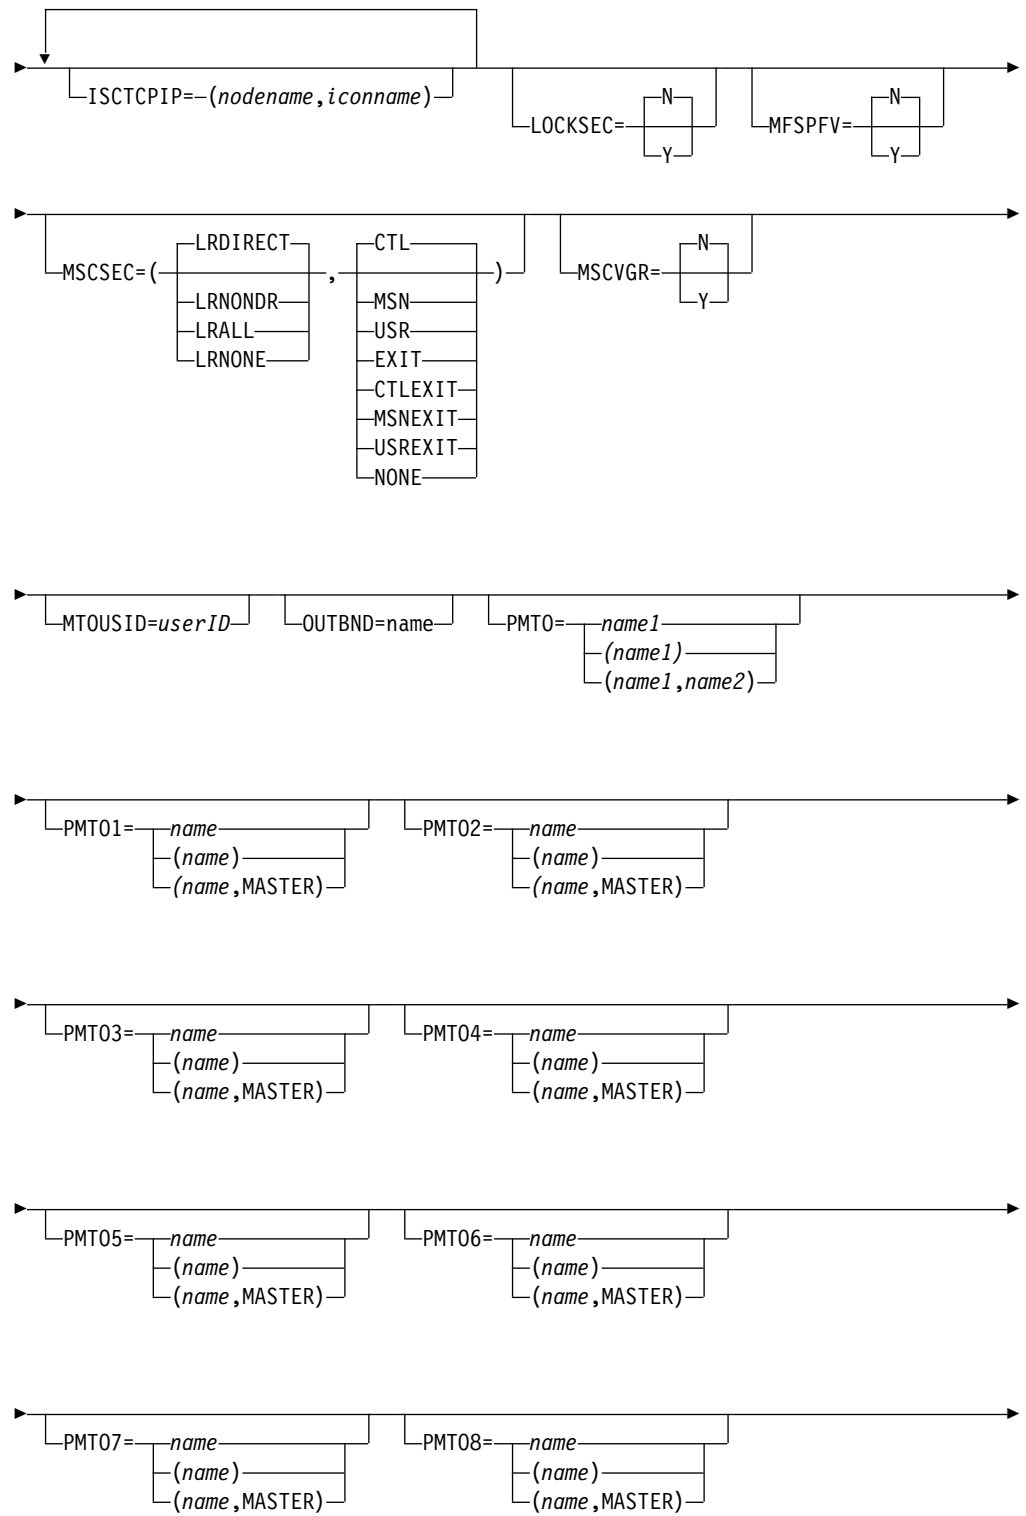 ISCTCPIP= (nodename,iconname)
LOCKSEC= N Y
MFSPFV= N Y
MSCSEC=( LRDIRECT , CTL )
LRNONDR MSN
LRALL USR
LRNONE EXIT
CTLEXIT
MSNEXIT
USREXIT
NONE
MSCVGR= N Y
MTOUSID=userID OUTBND=name PMTO= name1
(name1)
(name1,name2)
PMTO1= name PMTO2= name
(name) (name)
(name,MASTER) (name,MASTER)
PMTO3= name PMTO4= name
(name) (name)
(name,MASTER) (name,MASTER)
PMTO5= name PMTO6= name
(name) (name)
(name,MASTER) (name,MASTER)
PMTO7= name PMTO8= name
(name) (name)
(name,MASTER) (name,MASTER)